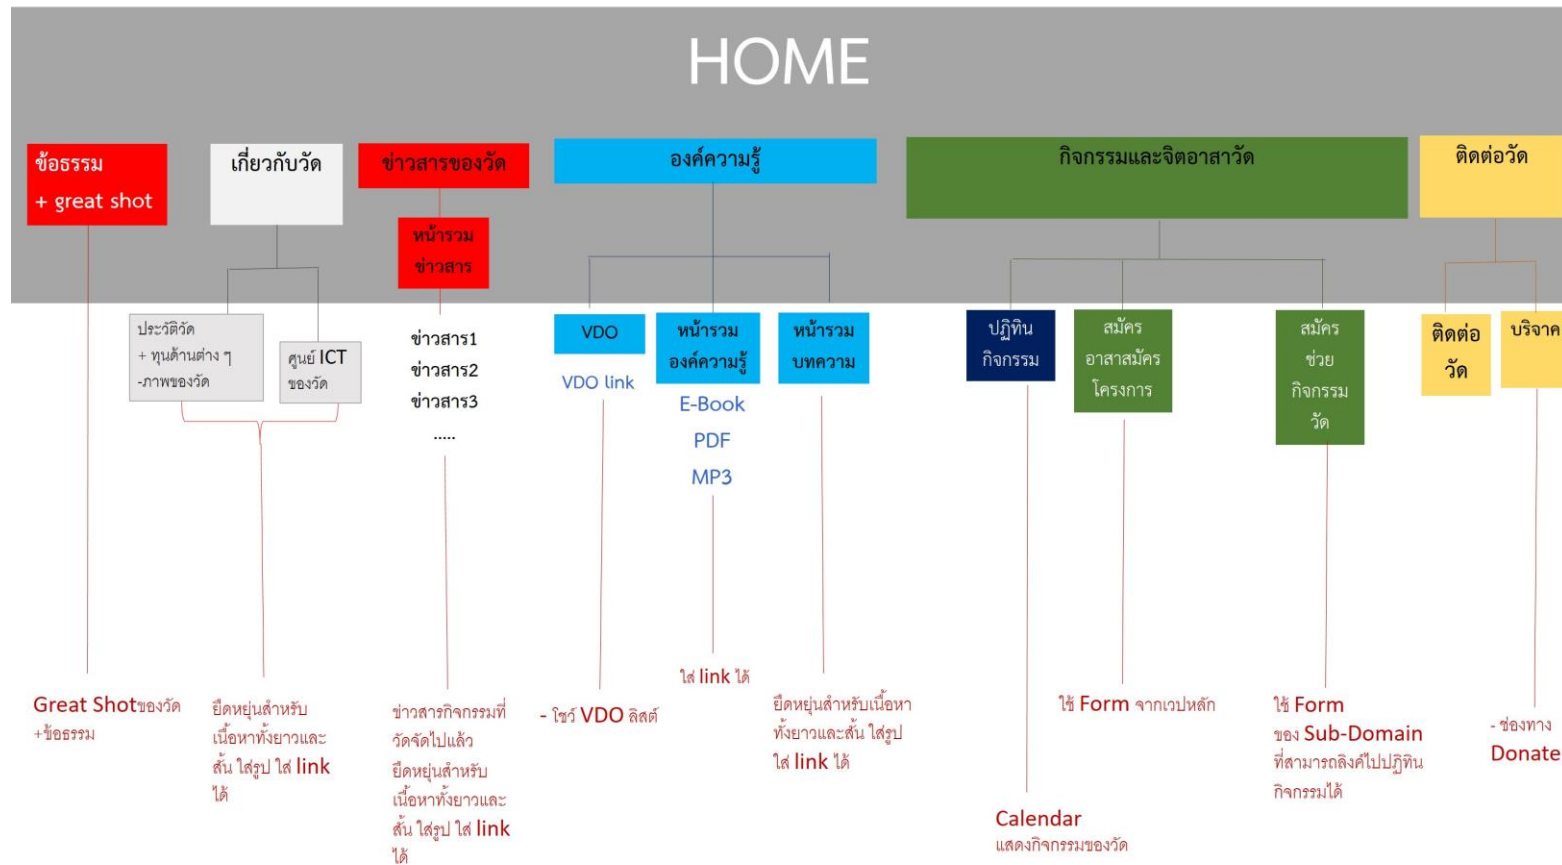 HOME
ข้อธรรม
+ great shot
เกี่ยวกับวัด
ข่าวสารของวัด
องค์ความรู้
กิจกรรมและจิตอาสาวัด
ติดต่อวัด
หน้ารวม
ข่าวสาร
ประวัติวัด
+ ทุนด้านต่าง ๆ
-ภาพของวัด
ศูนย์ ICT
ของวัด
ข่าวสาร1
ข่าวสาร2
ข่าวสาร3
.....
VDO
VDO link
หน้ารวม
องค์ความรู้
E-Book
PDF
MP3
หน้ารวม
บทความ
ปฏิทิน
กิจกรรม
สมัคร
อาสาสมัคร
โครงการ
สมัคร
ช่วย
กิจกรรม
วัด
ติดต่อ
วัด
บริจาค
Great Shotของวัด
+ข้อธรรม
ยืดหยุ่นสำหรับ
เนื้อหาทั้งยาวและ
สั้น ใส่รูป ใส่ link
ได้
ข่าวสารกิจกรรมที่
วัดจัดไปแล้ว
ยืดหยุ่นสำหรับ
เนื้อหาทั้งยาวและ
สั้น ใส่รูป ใส่ link
ได้
- โชว์ VDO ลิสต์
ใส่ link ได้
ยืดหยุ่นสำหรับเนื้อหา
ทั้งยาวและสั้น ใส่รูป
ใส่ link ได้
Calendar
แสดงกิจกรรมของวัด
ใช้ Form จากเวปหลัก
ใช้ Form
ของ Sub-Domain
ที่สามารถลิงค์ไปปฏิทิน
กิจกรรมได้
- ช่องทาง
Donate